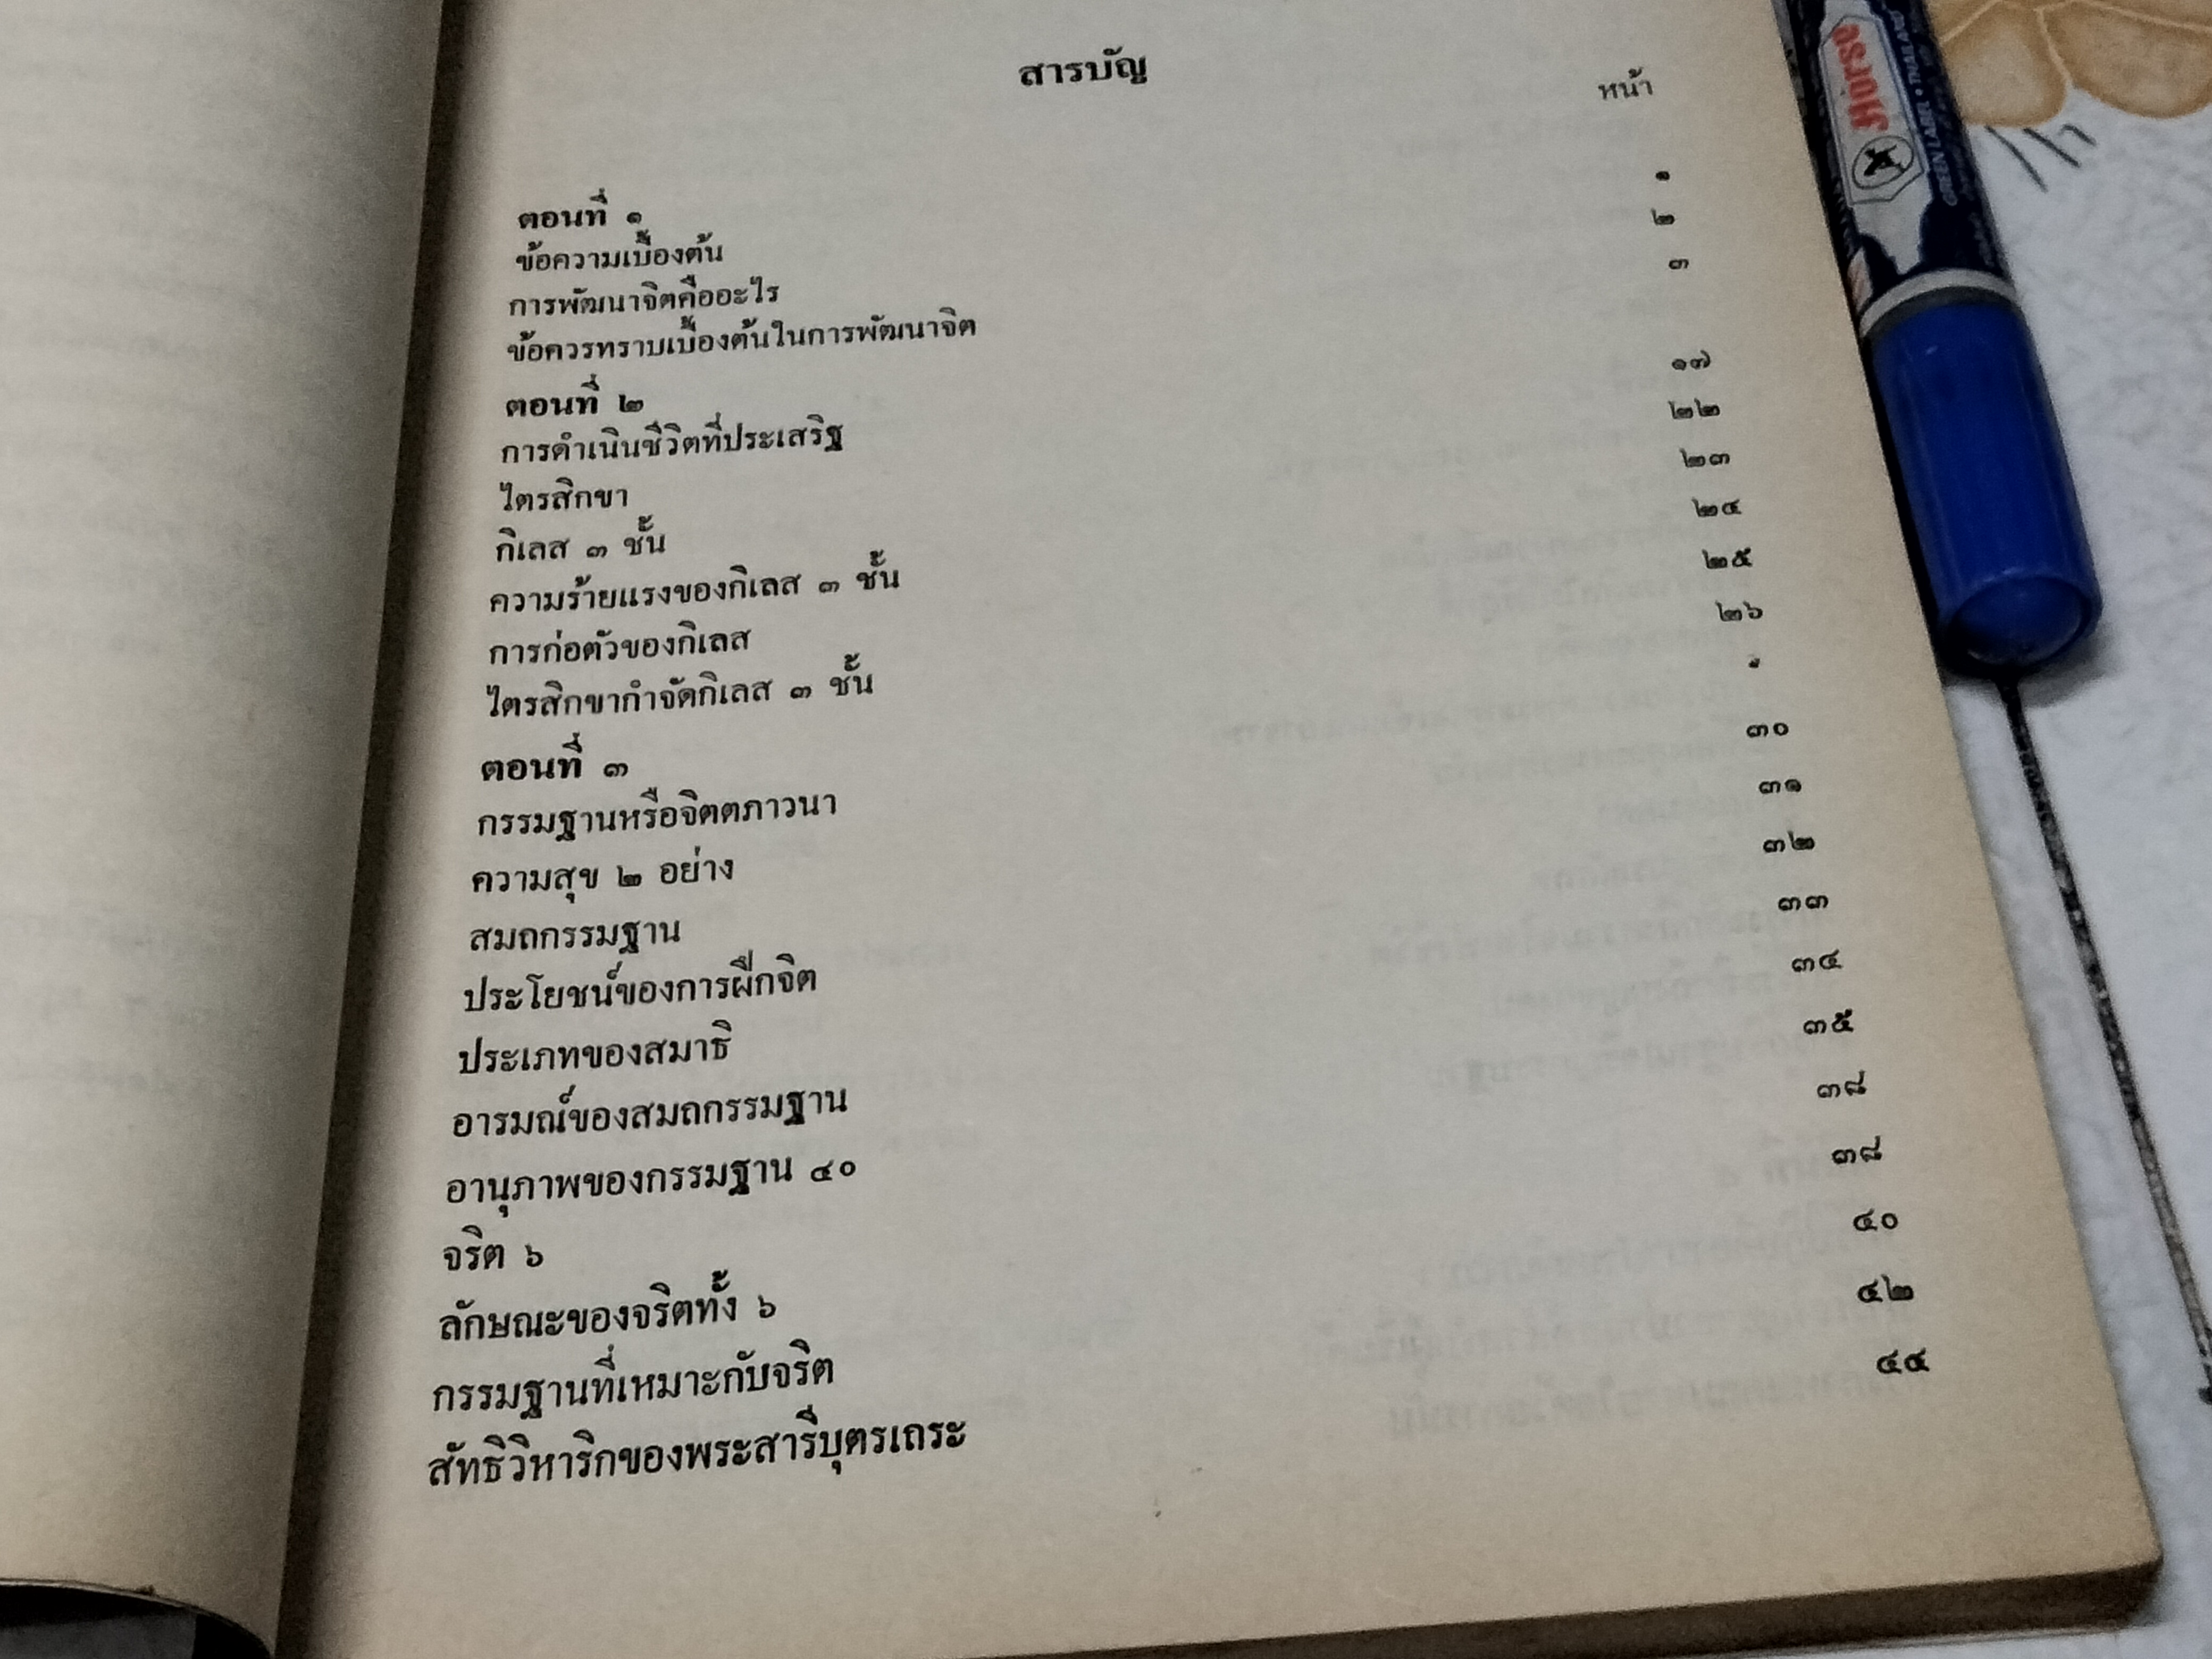 สารบัญ
หน้า
ตอนที่ ๑
ข้อความเบื้องต้น ๑
การพัฒนาจิตคืออะไร ๒
ข้อควรทราบเบื้องต้นในการพัฒนาจิต ๓
ตอนที่ ๒
การดำเนินชีวิตที่ประเสริฐ ๑๗
ไตรสิกขา ๒๒
กิเลส ๓ ชั้น ๒๓
ความร้ายแรงของกิเลส ๓ ชั้น ๒๔
การก่อตัวของกิเลส ๒๕
ไตรสิกขากำจัดกิเลส ๓ ชั้น ๒๖
ตอนที่ ๓
กรรมฐานหรือจิตตภาวนา ๓๐
ความสุข ๒ อย่าง ๓๑
สมถกรรมฐาน ๓๒
ประโยชน์ของการฝึกจิต ๓๓
ประเภทของสมาธิ ๓๔
อารมณ์ของสมถกรรมฐาน ๓๕
อานุภาพของกรรมฐาน ๔๐ ๓๘
จริต ๖ ๓๘
ลักษณะของจริตทั้ง ๖ ๔๐
กรรมฐานที่เหมาะกับจริต ๔๒
สัทธิวิหาริกของพระสารีบุตรเถระ ๔๔
Horse